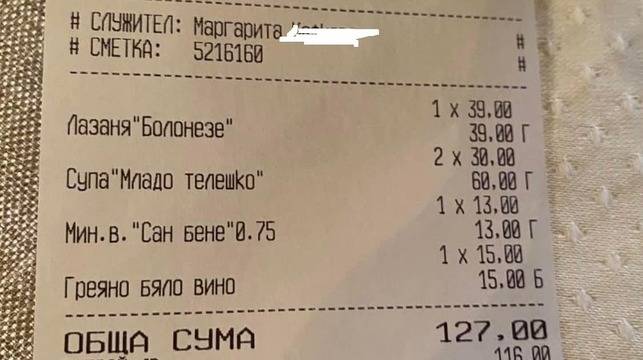 # СЛУЖИТЕЛ: Маргарита #
# СМЕТКА: 5216160 #
1 x 39.00
Лазаня"Болонезе" 39.00 Г
2 x 30.00
Супа"Младо телешко" 60.00 Г
1 x 13.00
Мин.в."Сан бене"0.75 13.00 Г
1 x 15.00
Греяно бяло вино 15.00 Б
ОБЩА СУМА 127,00
116.00